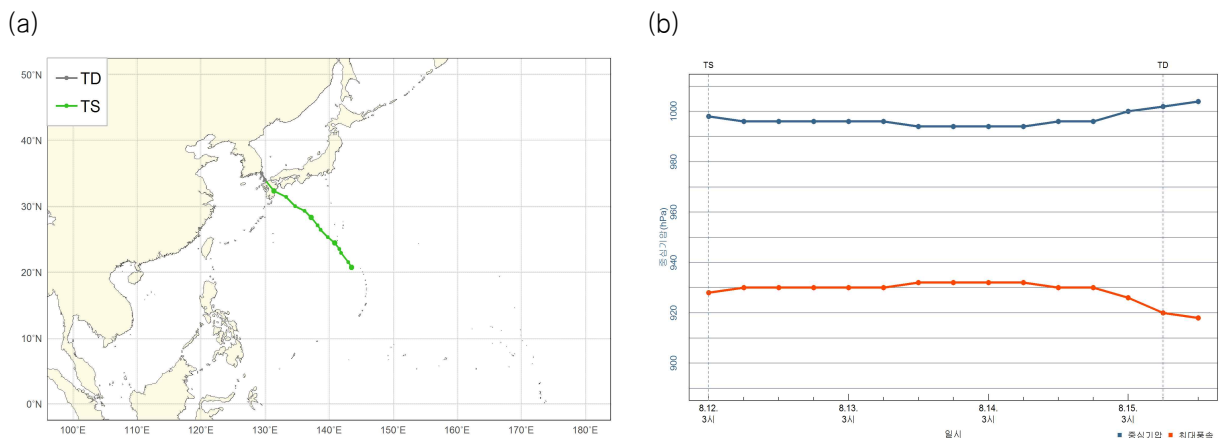 (a)
(b)
TD
TS
50°N
40°N
30°N
20°N
10°N
0°N
100°E
110°E
120°E
130°E
140°E
150°E
160°E
170°E
180°E
TS
TD
1000
980
960
940
920
900
중심기압(hPa)
8.12.
3시
8.13.
3시
8.14.
3시
8.15.
3시
일시
중심기압
최대풍속